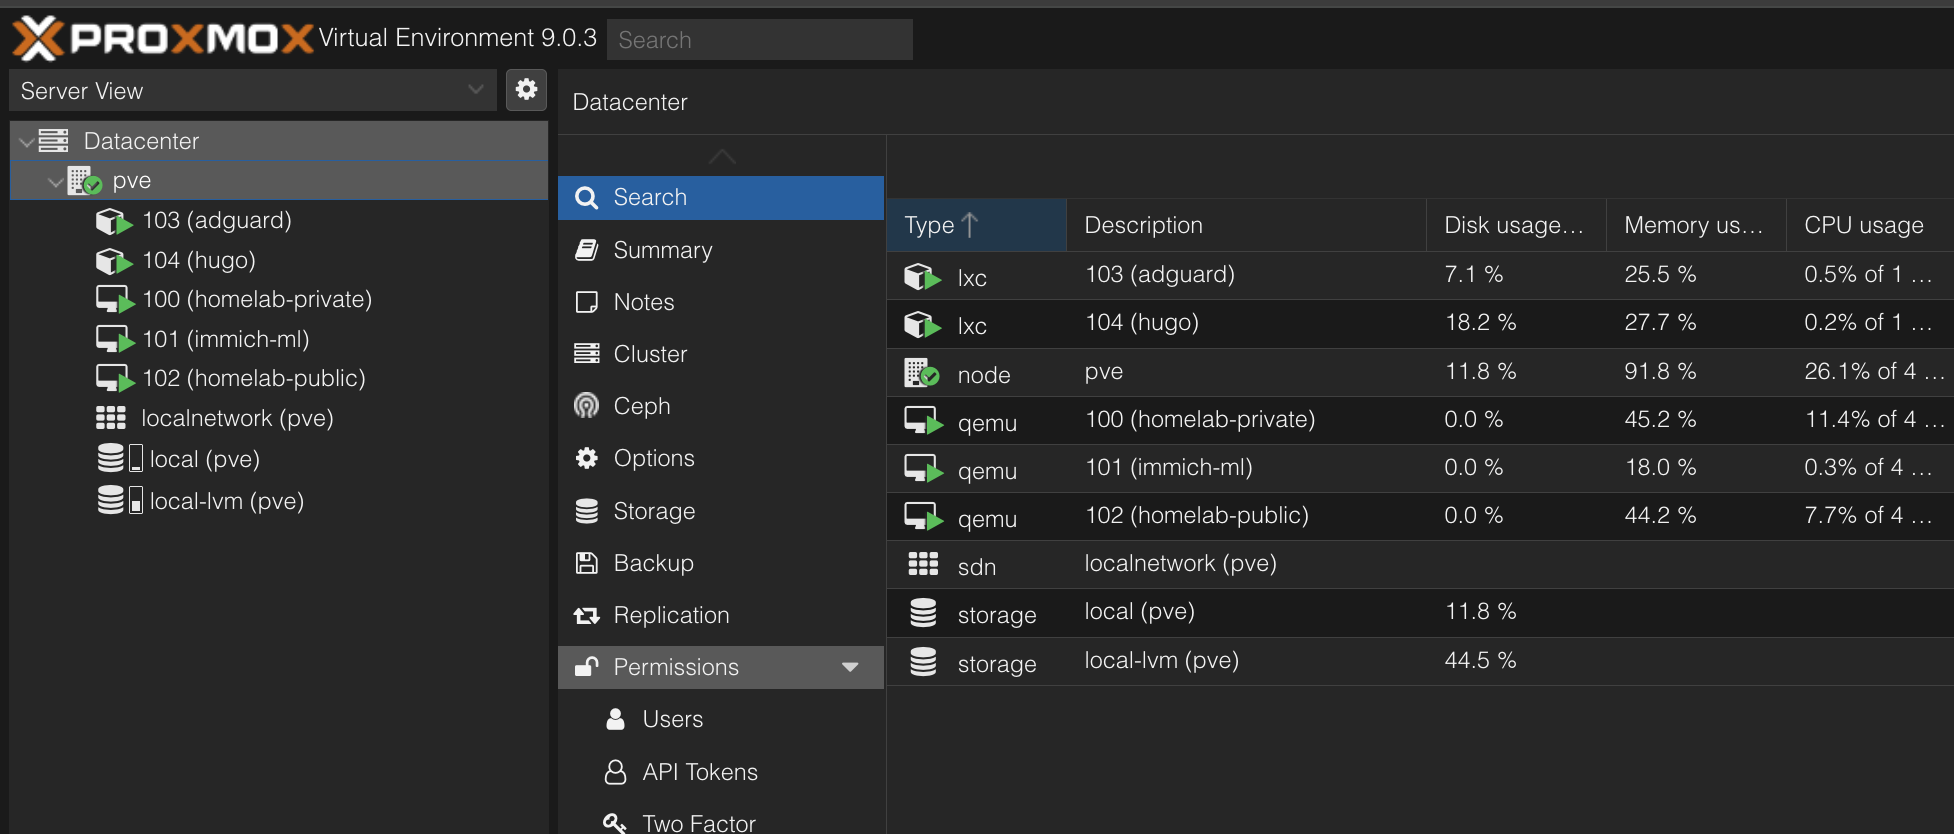 PROXMOX Virtual Environment 9.0.3 Search
Server View
Datacenter
pve
103 (adguard)
104 (hugo)
100 (homelab-private)
101 (immich-ml)
102 (homelab-public)
localnetwork (pve)
local (pve)
local-lvm (pve)
Datacenter
Search
Summary
Notes
Cluster
Ceph
Options
Storage
Backup
Replication
Permissions
Users
API Tokens
Two Factor
Type Description Disk usage... Memory us... CPU usage
lxc 103 (adguard) 7.1 % 25.5 % 0.5% of 1 ...
lxc 104 (hugo) 18.2 % 27.7 % 0.2% of 1 ...
node pve 11.8 % 91.8 % 26.1% of 4 ...
qemu 100 (homelab-private) 0.0 % 45.2 % 11.4% of 4 ...
qemu 101 (immich-ml) 0.0 % 18.0 % 0.3% of 4 ...
qemu 102 (homelab-public) 0.0 % 44.2 % 7.7% of 4 ...
sdn localnetwork (pve)
storage local (pve) 11.8 %
storage local-lvm (pve) 44.5 %